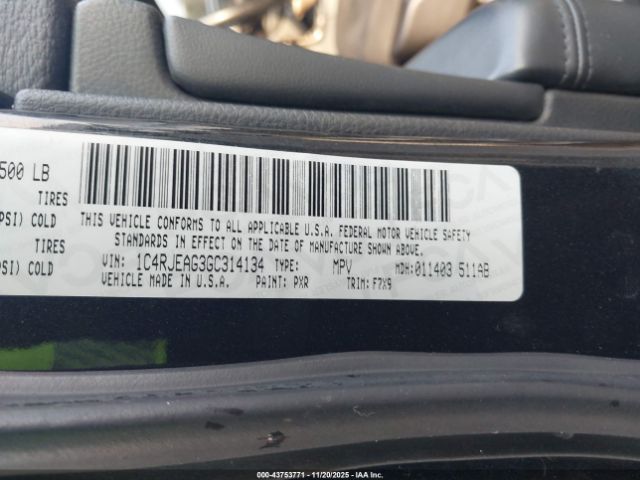 500 LB
TIRES
PSI) COLD
TIRES
PSI) COLD
THIS VEHICLE CONFORMS TO ALL APPLICABLE U.S.A. FEDERAL MOTOR VEHICLE SAFETY
STANDARDS IN EFFECT ON THE DATE OF MANUFACTURE SHOWN ABOVE.
VIN: 1C4RJEAG3GC314134 TYPE: MPV MDH:011403 511AB
VEHICLE MADE IN U.S.A. PAINT: PXR TRIM: F7X9
000-43753771 - 11/20/2025 - IAA Inc.